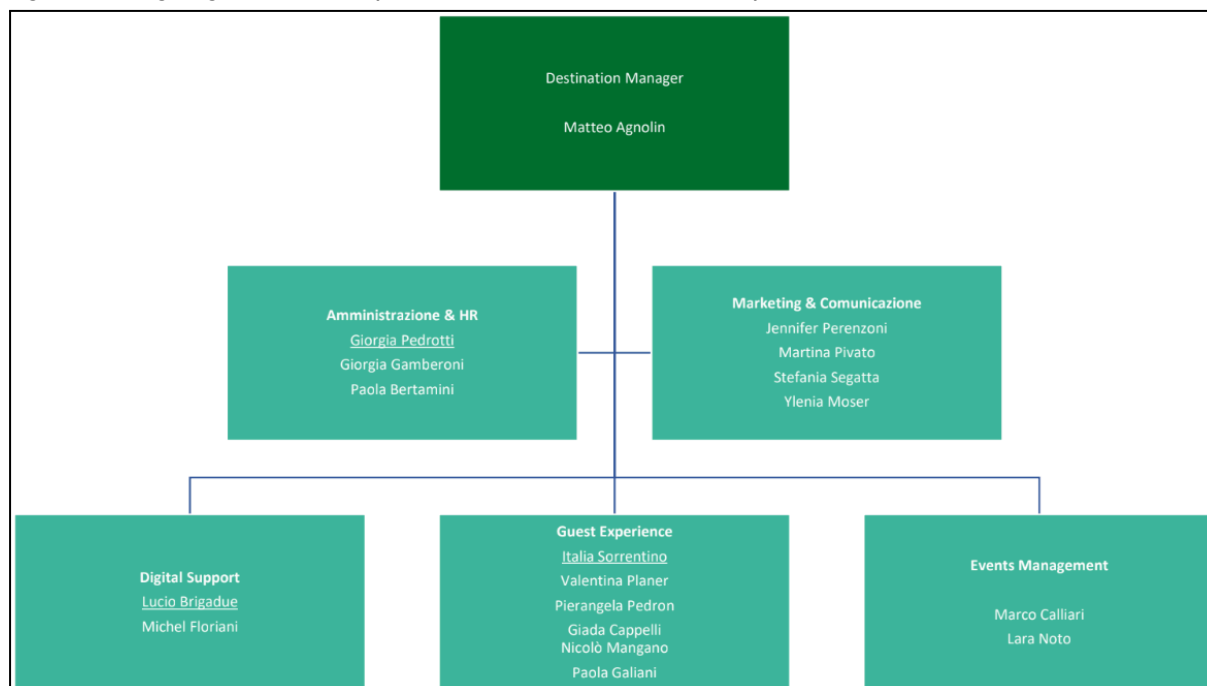 Destination Manager
Matteo Agnolin
Amministrazione & HR
Giorgia Pedrotti
Giorgia Gamberoni
Paola Bertamini
Marketing & Comunicazione
Jennifer Perenzoni
Martina Pivato
Stefania Segatta
Ylenia Moser
Digital Support
Lucio Brigadue
Michel Floriani
Guest Experience
Italia Sorrentino
Valentina Planer
Pierangela Pedron
Giada Cappelli
Nicolò Mangano
Paola Galiani
Events Management
Marco Calliari
Lara Noto